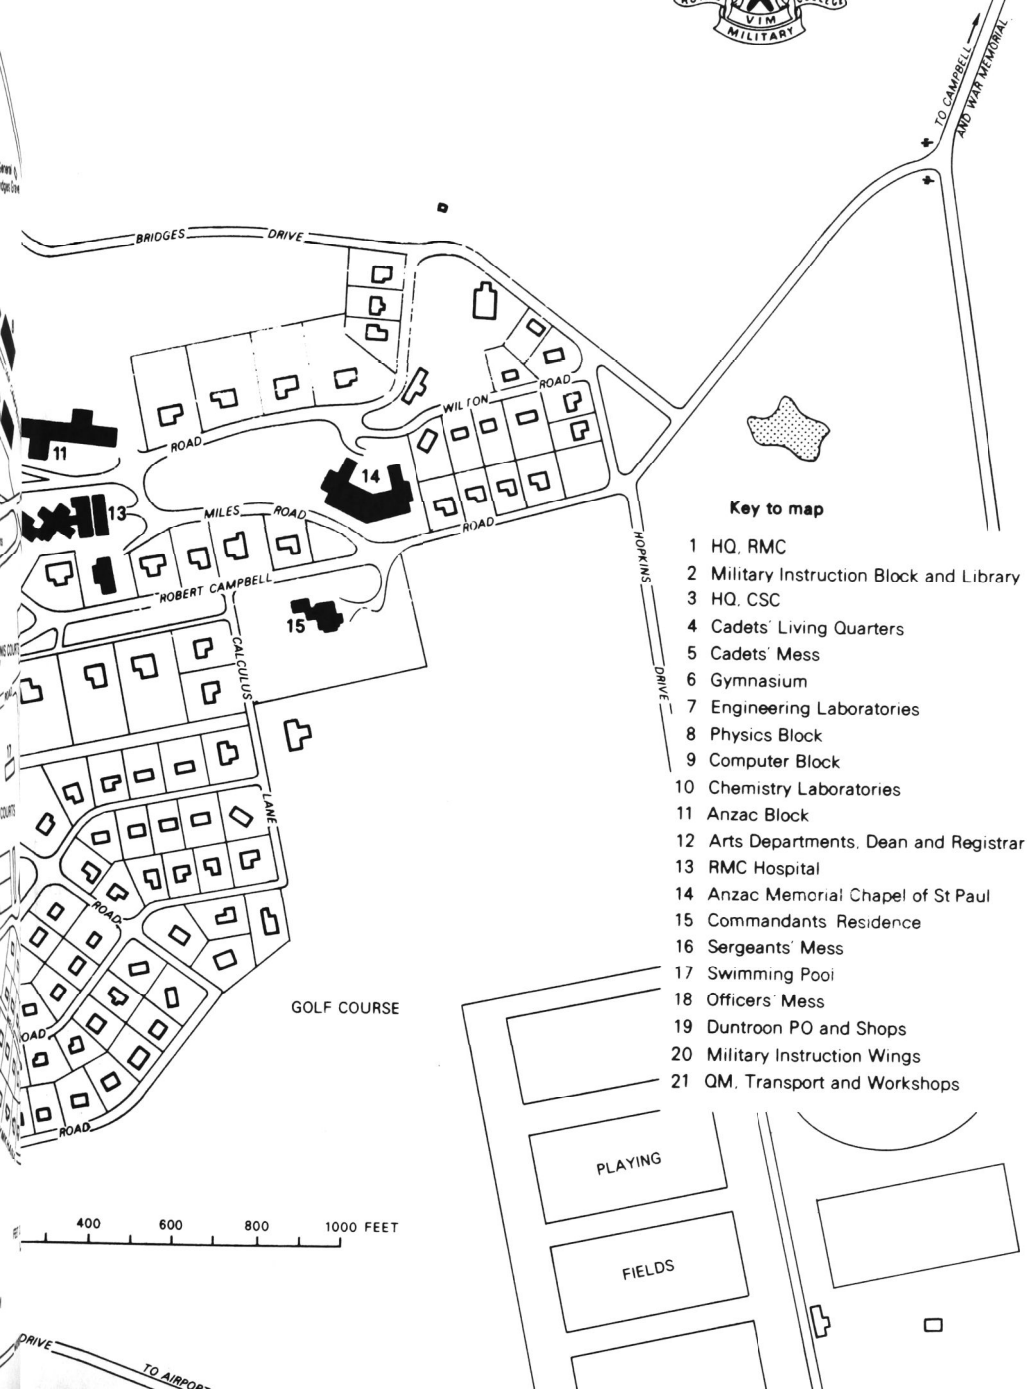 VIM
MILITARY
TO CAMPBELL
AND WAR MEMORIAL
BRIDGES DRIVE
WILTON ROAD
ROAD
11
14
13
MILES ROAD
ROAD
ROBERT CAMPBELL
HOPKINS DRIVE
15
CALCULUS LANE
17
COURTS
ROAD
ROAD
ROAD
GOLF COURSE
Key to map
1 HQ, RMC
2 Military Instruction Block and Library
3 HQ, CSC
4 Cadets' Living Quarters
5 Cadets' Mess
6 Gymnasium
7 Engineering Laboratories
8 Physics Block
9 Computer Block
10 Chemistry Laboratories
11 Anzac Block
12 Arts Departments, Dean and Registrar
13 RMC Hospital
14 Anzac Memorial Chapel of St Paul
15 Commandants Residence
16 Sergeants' Mess
17 Swimming Pool
18 Officers' Mess
19 Duntroon PO and Shops
20 Military Instruction Wings
21 QM, Transport and Workshops
PLAYING
FIELDS
400 600 800 1000 FEET
DRIVE
TO AIRPORT